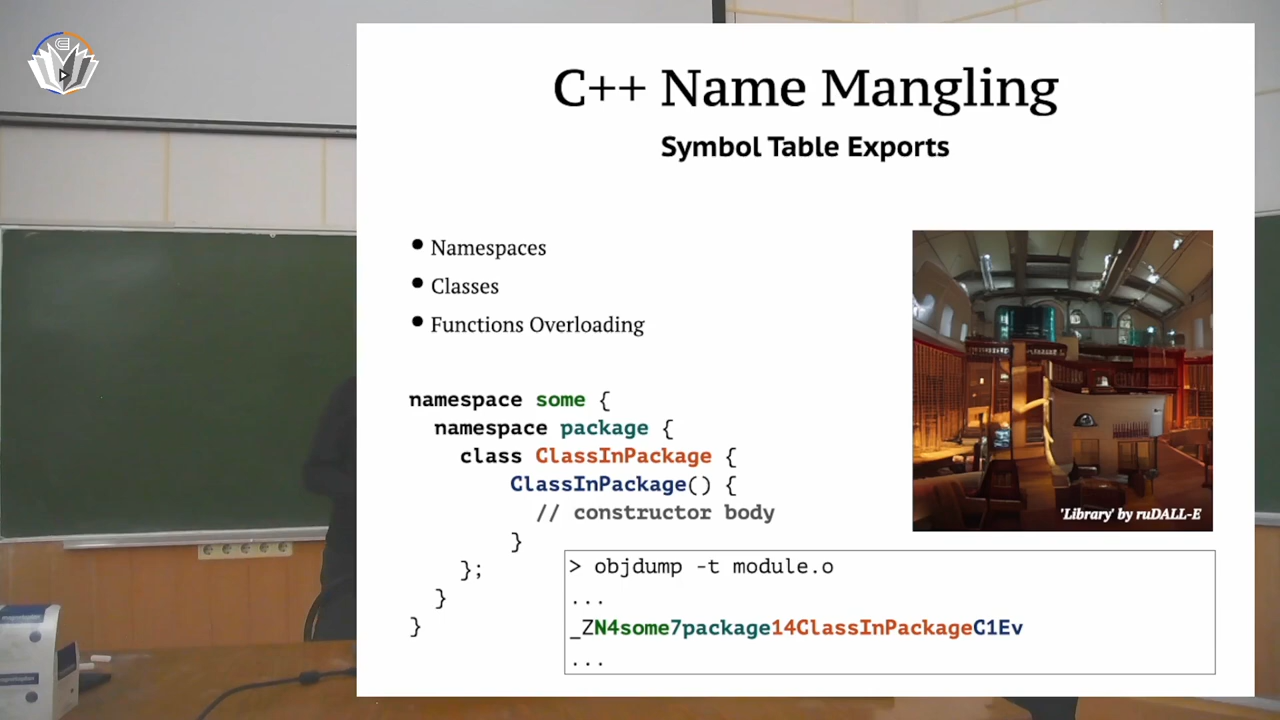 C++ Name Mangling
Symbol Table Exports
• Namespaces
• Classes
• Functions Overloading
namespace some {
namespace package {
class ClassInPackage {
ClassInPackage() {
// constructor body
}
};
}
}
'Library' by ruDALL-E
> objdump -t module.o
...
_ZN4some7package14ClassInPackageC1Ev
...